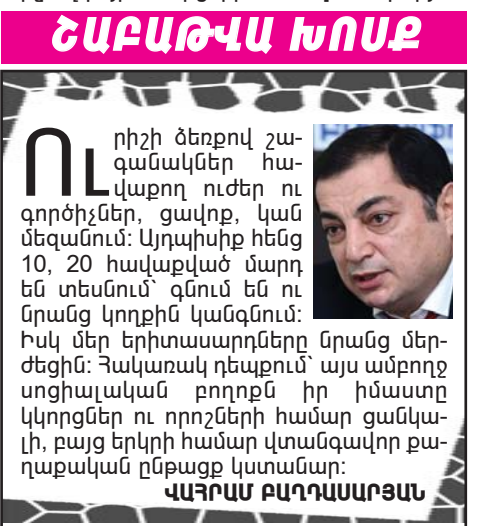 ՇԱԲԱԹՎԱ ԽՈՍՔ
Ուրիշի ձեռքով շա-
գանակներ հա-
վաքող ուժեր ու
գործիչներ, ցավոք, կան
մեզանում: Այդպիսիք հենց
10, 20 հավաքված մարդ
են տեսնում՝ գնում են ու
նրանց կողքին կանգնում:
Իսկ մեր երիտասարդները նրանց մեր-
ժեցին: Հակառակ դեպքում՝ այս ամբողջ
սոցիալական բողոքն իր իմաստը
կկորցներ ու որոշների համար ցանկա-
լի, բայց երկրի համար վտանգավոր քա-
ղաքական ընթացք կստանար:
ՎԱՀՐԱՄ ԲԱՂԴԱՍԱՐՅԱՆ